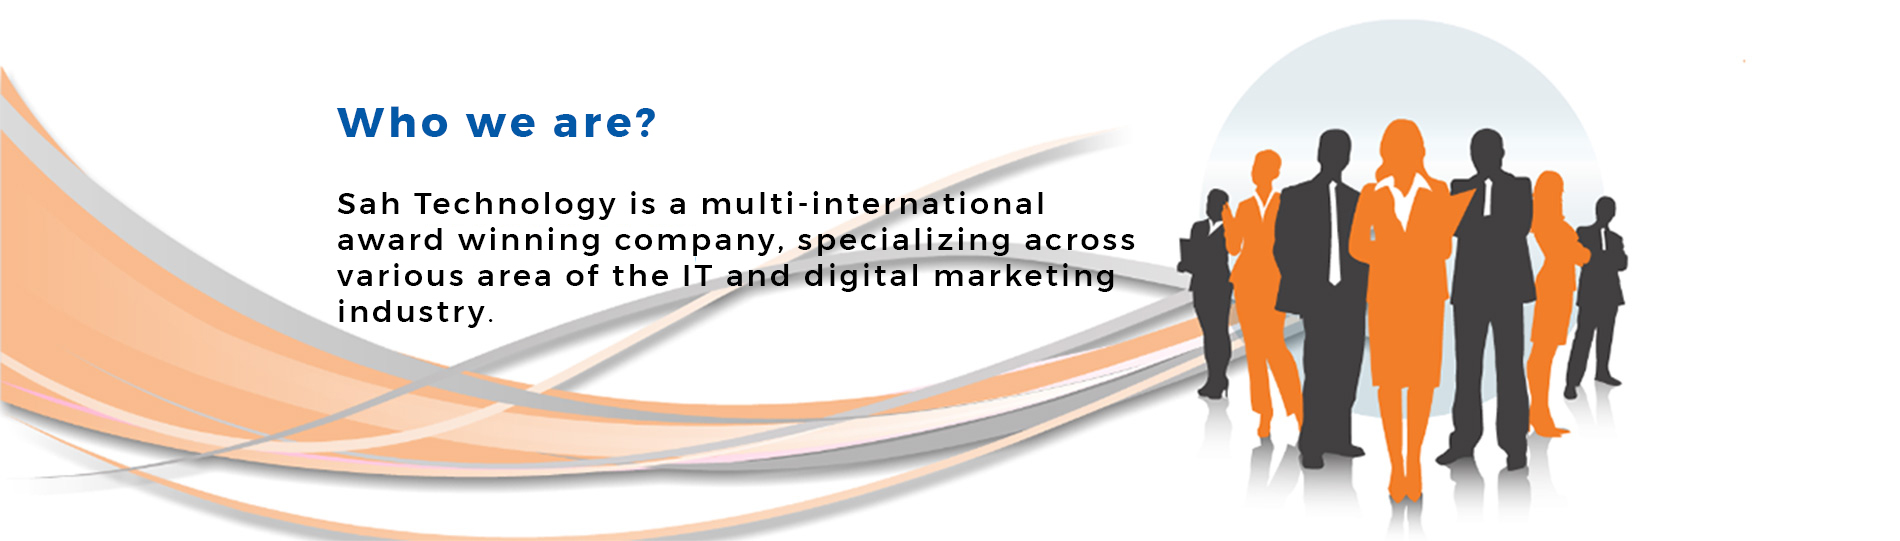 Who we are?
Sah Technology is a multi-international
award winning company, specializing across
various area of the IT and digital marketing
industry.